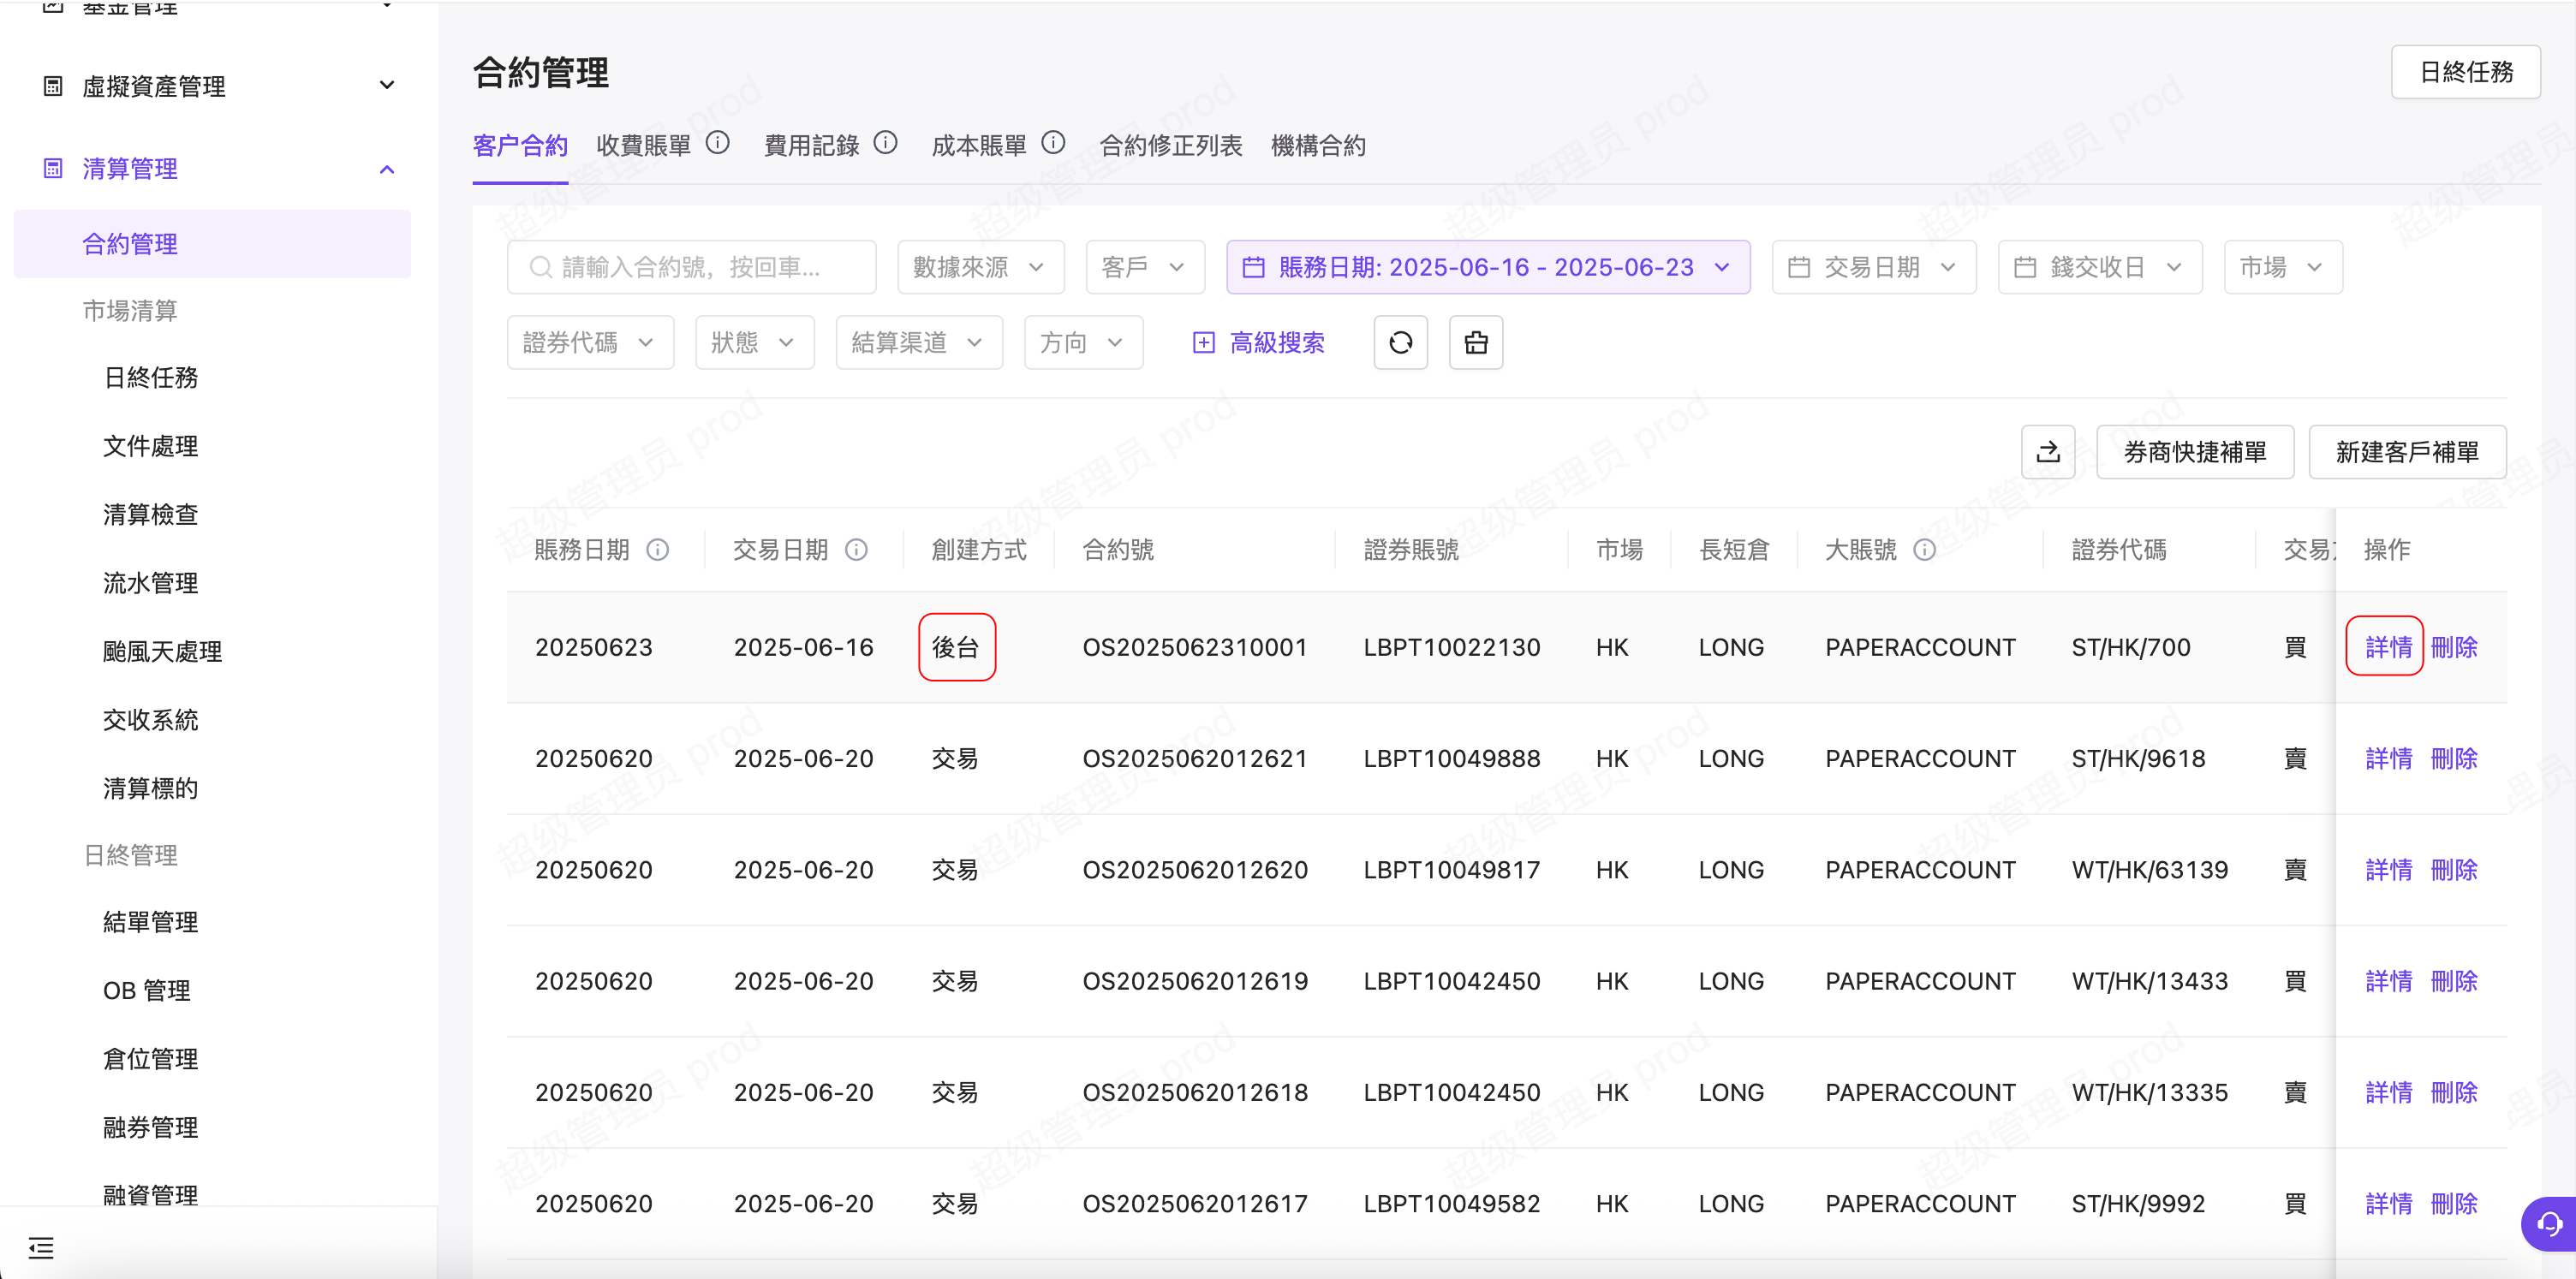 基金管理
虛擬資產管理
清算管理
合約管理
市場清算
日終任務
文件處理
清算檢查
流水管理
颱風天處理
交收系統
清算標的
日終管理
結單管理
OB 管理
倉位管理
融券管理
融資管理
合約管理
日終任務
客户合約 收費賬單 費用記錄 成本賬單 合約修正列表 機構合約
請輸入合約號，按回車... 數據來源 客戶 賬務日期: 2025-06-16 - 2025-06-23 交易日期 錢交收日 市場
證券代碼 狀態 結算渠道 方向 高級搜索
券商快捷補單 新建客戶補單
賬務日期 交易日期 創建方式 合約號 證券賬號 市場 長短倉 大賬號 證券代碼 交易 操作
20250623 2025-06-16 後台 OS2025062310001 LBPT10022130 HK LONG PAPERACCOUNT ST/HK/700 買 詳情 刪除
20250620 2025-06-20 交易 OS2025062012621 LBPT10049888 HK LONG PAPERACCOUNT ST/HK/9618 賣 詳情 刪除
20250620 2025-06-20 交易 OS2025062012620 LBPT10049817 HK LONG PAPERACCOUNT WT/HK/63139 賣 詳情 刪除
20250620 2025-06-20 交易 OS2025062012619 LBPT10042450 HK LONG PAPERACCOUNT WT/HK/13433 買 詳情 刪除
20250620 2025-06-20 交易 OS2025062012618 LBPT10042450 HK LONG PAPERACCOUNT WT/HK/13335 賣 詳情 刪除
20250620 2025-06-20 交易 OS2025062012617 LBPT10049582 HK LONG PAPERACCOUNT ST/HK/9992 買 詳情 刪除
超级管理员 prod